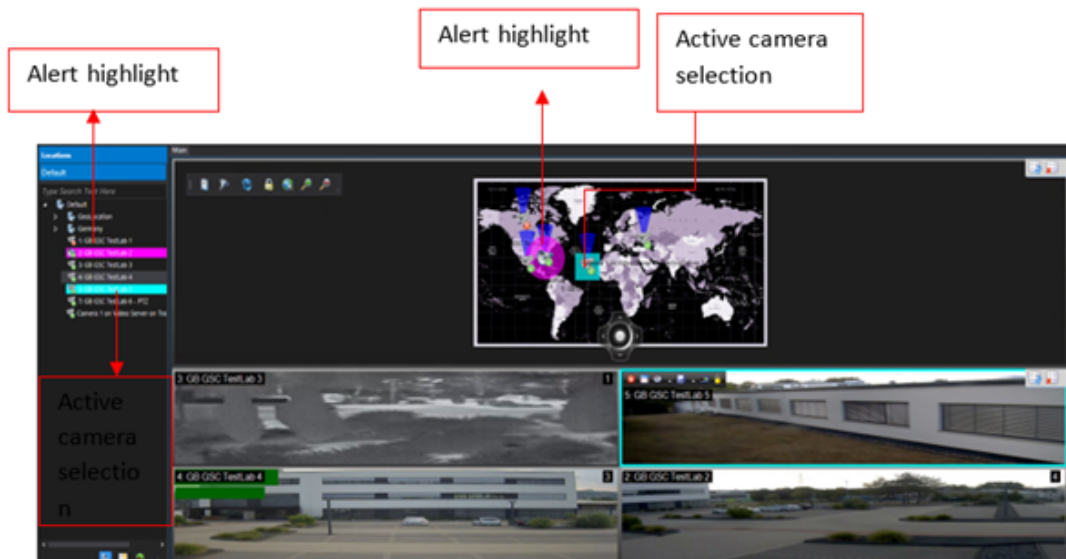 Alert highlight
Active camera
selection
Alert highlight
Locations
Main
Default
Type Search Text Here
Default
GeoLocation
Germany
1: GB GSC TestLab 1
2: GB GSC TestLab 2
3: GB GSC TestLab 3
4: GB GSC TestLab 4
5: GB GSC TestLab 5
7: GB GSC TestLab 6 - PTZ
Camera 1 on Video Server on Tra
3: GB GSC TestLab 3
1
5: GB GSC TestLab 5
Active
camera
selectio
n
4: GB GSC TestLab 4
3
2: GB GSC TestLab 2
4